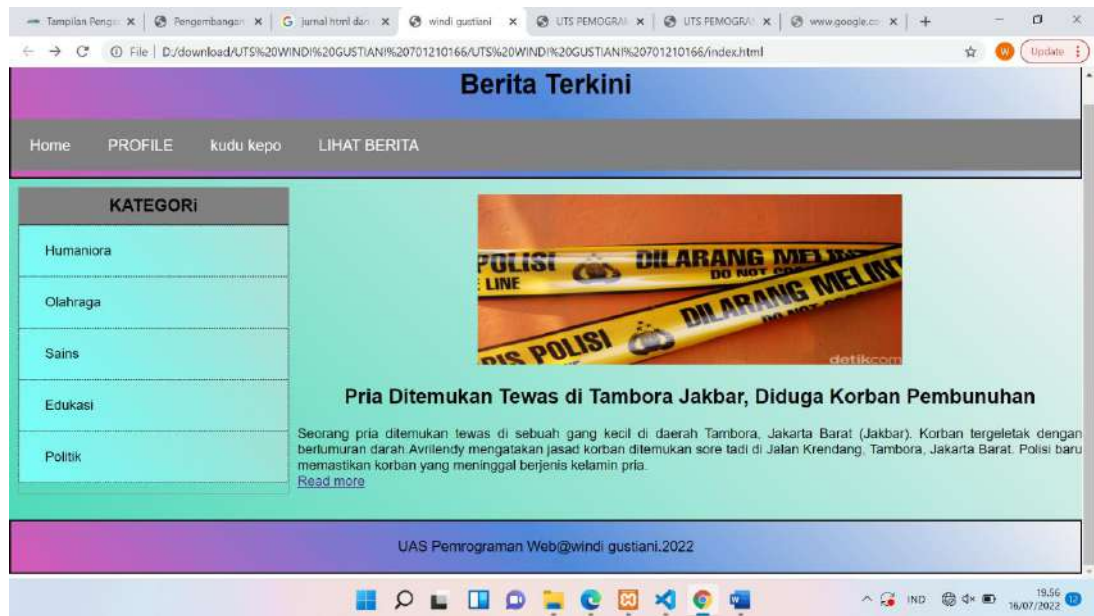 Tampilan Penge
Pengembangan
jurnal html dan
windi gustiani
UTS PEMOGRA
UTS PEMOGRA
www.google.co
File | D:/download/UTS%20WINDI%20GUSTIANI%20701210166/UTS%20WINDI%20GUSTIANI%20701210166/index.html
W
Update
Berita Terkini
Home PROFILE kudu kepo LIHAT BERITA
KATEGORi
Humaniora
Olahraga
Sains
Edukasi
Politik
POLISI DILARANG MELINT
LINE DO NOT
DILARANG MELINT
DO NOT
POLISI
detikcom
Pria Ditemukan Tewas di Tambora Jakbar, Diduga Korban Pembunuhan
Seorang pria ditemukan tewas di sebuah gang kecil di daerah Tambora, Jakarta Barat (Jakbar). Korban tergeletak dengan
berlumuran darah.Avrilendy mengatakan jasad korban ditemukan sore tadi di Jalan Krendang, Tambora, Jakarta Barat. Polisi baru
memastikan korban yang meninggal berjenis kelamin pria.
Read more
UAS Pemrograman Web@windi gustiani.2022
IND
19.56
16/07/2022
12